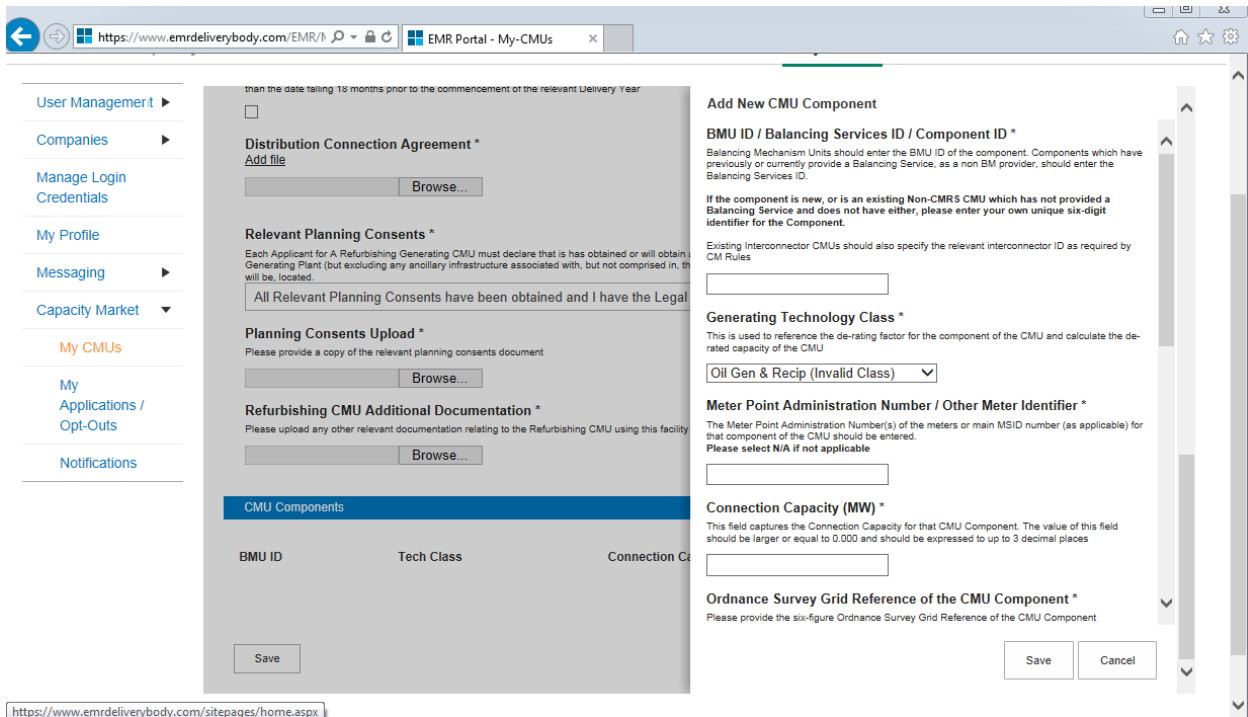 https://www.emrdeliverybody.com/EMR/
EMR Portal - My-CMUs
User Management
Companies
Manage Login
Credentials
My Profile
Messaging
Capacity Market
My CMUs
My
Applications /
Opt-Outs
Notifications
than the date falling 18 months prior to the commencement of the relevant Delivery Year
Distribution Connection Agreement *
Add file
Browse...
Relevant Planning Consents *
Each Applicant for A Refurbishing Generating CMU must declare that is has obtained or will obtain
Generating Plant (but excluding any ancillary infrastructure associated with, but not comprised in, th
will be, located.
All Relevant Planning Consents have been obtained and I have the Legal
Planning Consents Upload *
Please provide a copy of the relevant planning consents document
Browse...
Refurbishing CMU Additional Documentation *
Please upload any other relevant documentation relating to the Refurbishing CMU using this facility
Browse...
CMU Components
BMU ID Tech Class Connection Ca
Save
Add New CMU Component
BMU ID / Balancing Services ID / Component ID *
Balancing Mechanism Units should enter the BMU ID of the component. Components which have
previously or currently provide a Balancing Service, as a non BM provider, should enter the
Balancing Services ID.
If the component is new, or is an existing Non-CMRS CMU which has not provided a
Balancing Service and does not have either, please enter your own unique six-digit
identifier for the Component.
Existing Interconnector CMUs should also specify the relevant interconnector ID as required by
CM Rules
Generating Technology Class *
This is used to reference the de-rating factor for the component of the CMU and calculate the de-
rated capacity of the CMU
Oil Gen & Recip (Invalid Class)
Meter Point Administration Number / Other Meter Identifier *
The Meter Point Administration Number(s) of the meters or main MSID number (as applicable) for
that component of the CMU should be entered.
Please select N/A if not applicable
Connection Capacity (MW) *
This field captures the Connection Capacity for that CMU Component. The value of this field
should be larger or equal to 0.000 and should be expressed to up to 3 decimal places
Ordnance Survey Grid Reference of the CMU Component *
Please provide the six-figure Ordnance Survey Grid Reference of the CMU Component
Save Cancel
https://www.emrdeliverybody.com/sitepages/home.aspx